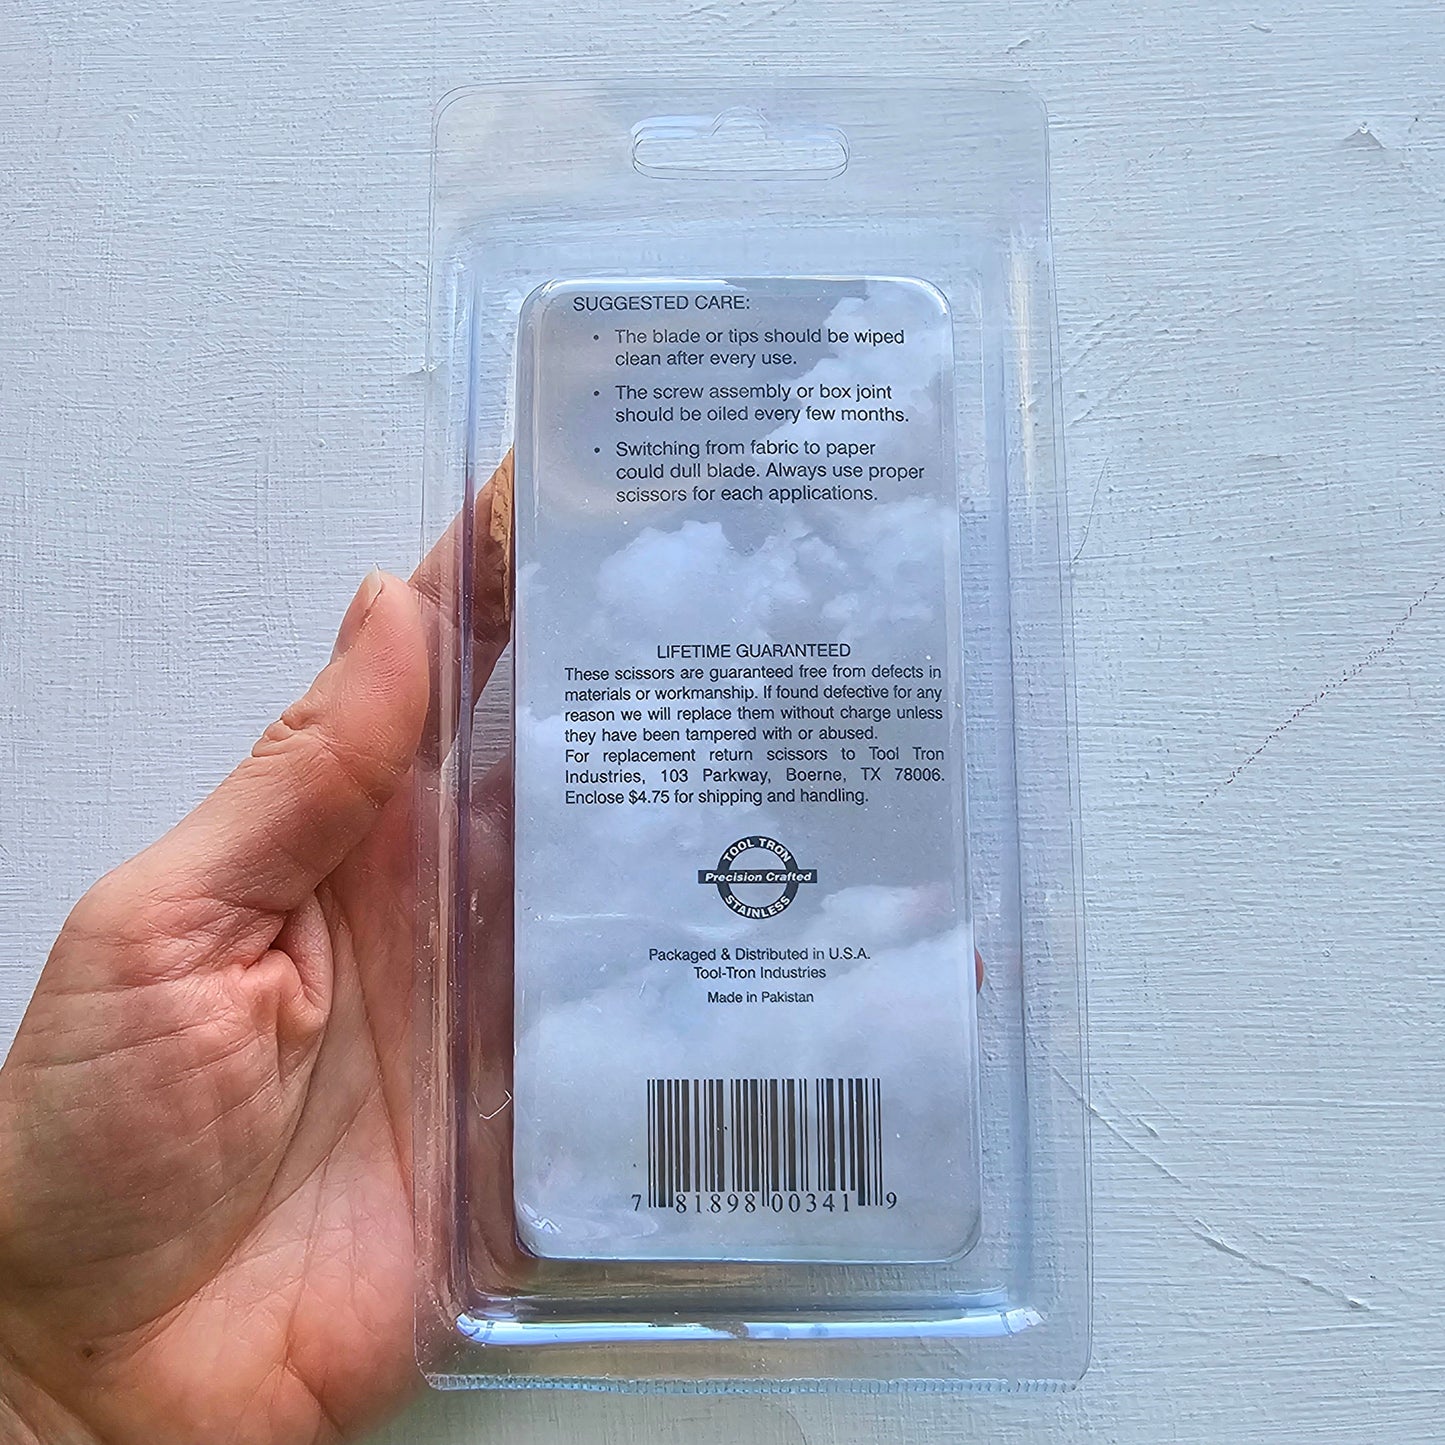 SUGGESTED CARE:
• The blade or tips should be wiped
clean after every use.
• The screw assembly or box joint
should be oiled every few months.
• Switching from fabric to paper
could dull blade. Always use proper
scissors for each applications.
LIFETIME GUARANTEED
These scissors are guaranteed free from defects in
materials or workmanship. If found defective for any
reason we will replace them without charge unless
they have been tampered with or abused.
For replacement return scissors to Tool Tron
Industries, 103 Parkway, Boerne, TX 78006.
Enclose $4.75 for shipping and handling.
TOOL TRON
Precision Crafted
STAINLESS
Packaged & Distributed in U.S.A.
Tool-Tron Industries
Made in Pakistan
7 81898 00341 9